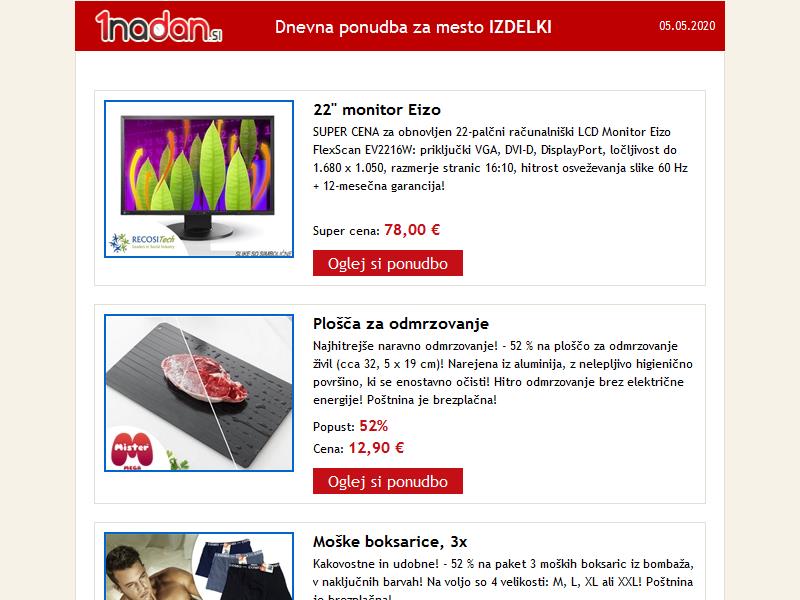 1nadan.si
Dnevna ponudba za mesto IZDELKI
05.05.2020
22" monitor Eizo
SUPER CENA za obnovljen 22-palčni računalniški LCD Monitor Eizo
FlexScan EV2216W: priključki VGA, DVI-D, DisplayPort, ločljivost do
1.680 x 1.050, razmerje stranic 16:10, hitrost osveževanja slike 60 Hz
+ 12-mesečna garancija!
RECOSITech
Leaders in Social Industry
SLIKE SO SIMBOLIČNE
Super cena: 78,00 €
Oglej si ponudbo
Plošča za odmrzovanje
Najhitrejše naravno odmrzovanje! - 52 % na ploščo za odmrzovanje
živil (cca 32, 5 x 19 cm)! Narejena iz aluminija, z nelepljivo higienično
površino, ki se enostavno očisti! Hitro odmrzovanje brez električne
energije! Poštnina je brezplačna!
Mister
MEGA
Popust: 52%
Cena: 12,90 €
Oglej si ponudbo
Moške boksarice, 3x
Kakovostne in udobne! - 52 % na paket 3 moških boksaric iz bombaža,
v naključnih barvah! Na voljo so 4 velikosti: M, L, XL ali XXL! Poštnina
je brezplačna!